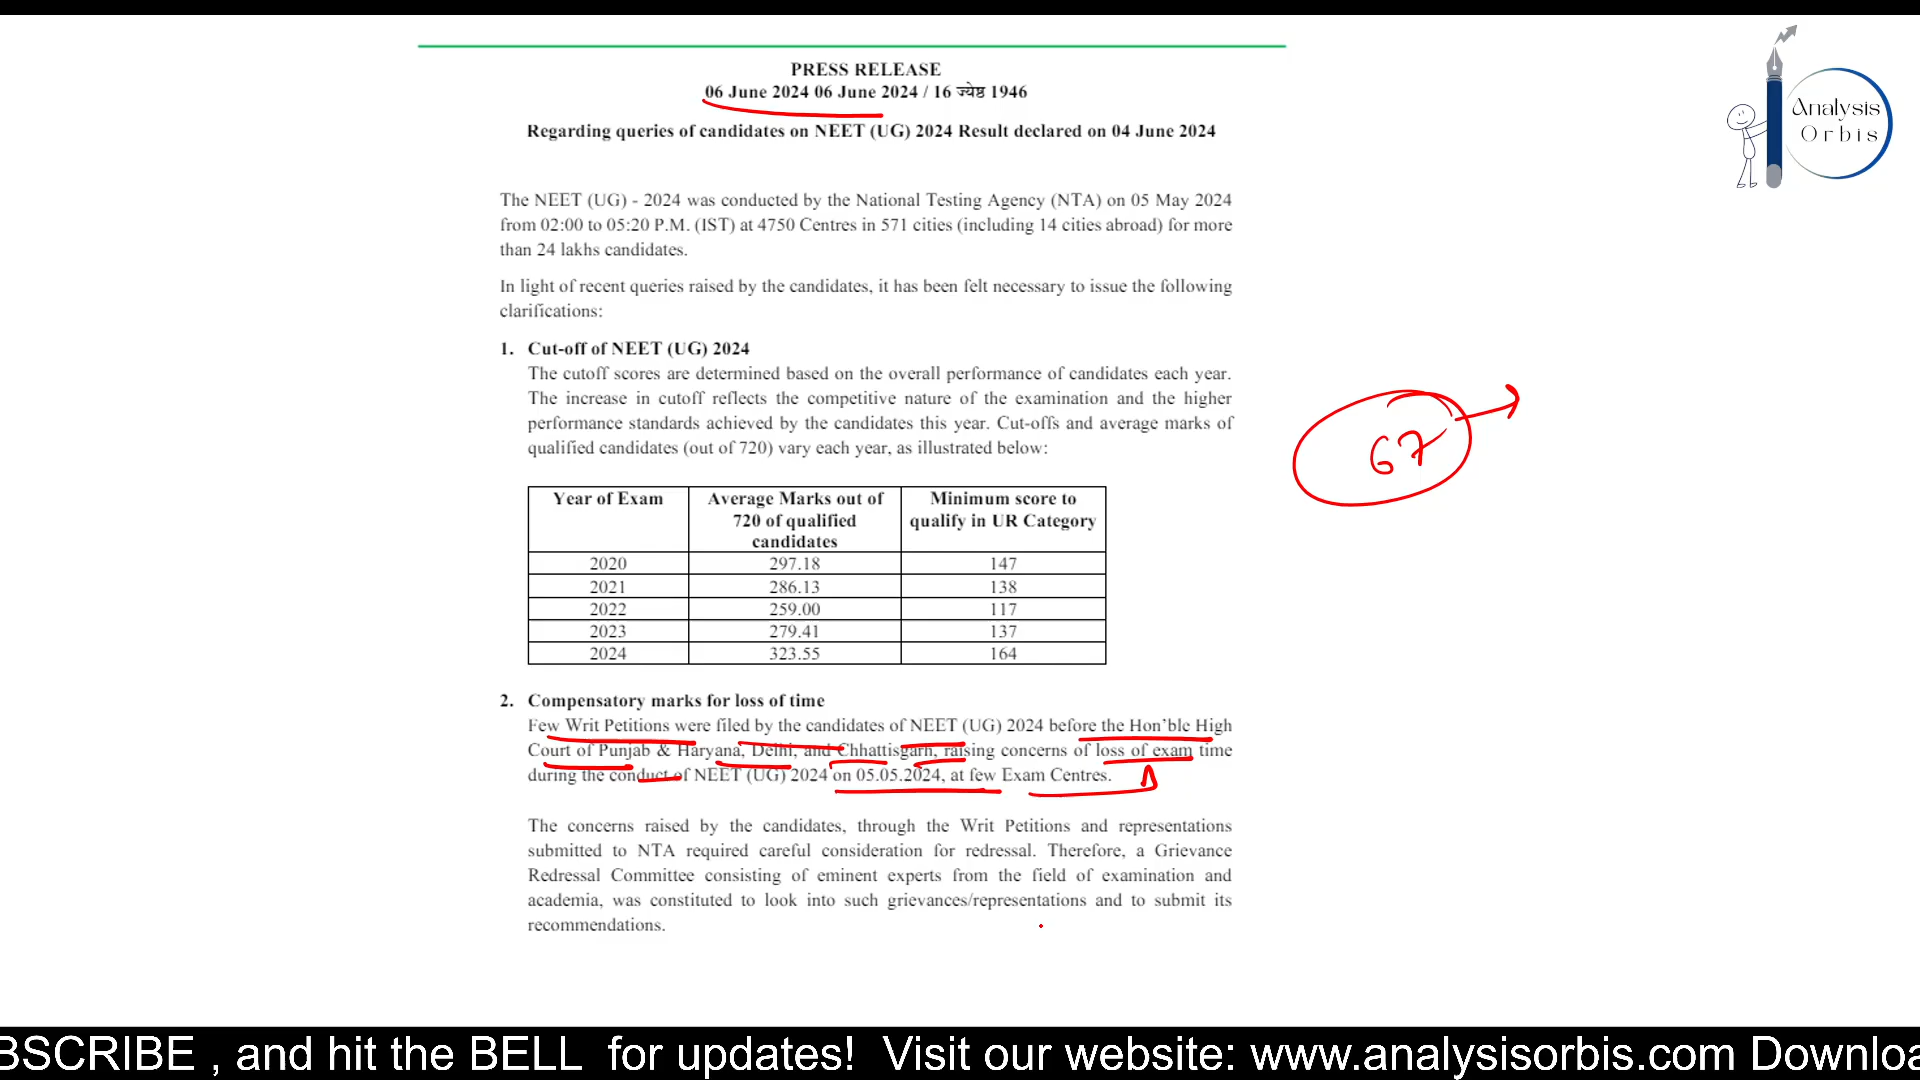 PRESS RELEASE
06 June 2024 06 June 2024 / 16 ज्येष्ठ 1946
Regarding queries of candidates on NEET (UG) 2024 Result declared on 04 June 2024
Analysis
Orbis
The NEET (UG) - 2024 was conducted by the National Testing Agency (NTA) on 05 May 2024
from 02:00 to 05:20 P.M. (IST) at 4750 Centres in 571 cities (including 14 cities abroad) for more
than 24 lakhs candidates.
In light of recent queries raised by the candidates, it has been felt necessary to issue the following
clarifications:
1. Cut-off of NEET (UG) 2024
The cutoff scores are determined based on the overall performance of candidates each year.
The increase in cutoff reflects the competitive nature of the examination and the higher
performance standards achieved by the candidates this year. Cut-offs and average marks of
qualified candidates (out of 720) vary each year, as illustrated below:
67
Year of Exam Average Marks out of 720 of qualified candidates Minimum score to qualify in UR Category
2020 297.18 147
2021 286.13 138
2022 259.00 117
2023 279.41 137
2024 323.55 164
2. Compensatory marks for loss of time
Few Writ Petitions were filed by the candidates of NEET (UG) 2024 before the Hon’ble High
Court of Punjab & Haryana, Delhi, and Chhattisgarh, raising concerns of loss of exam time
during the conduct of NEET (UG) 2024 on 05.05.2024, at few Exam Centres.
The concerns raised by the candidates, through the Writ Petitions and representations
submitted to NTA required careful consideration for redressal. Therefore, a Grievance
Redressal Committee consisting of eminent experts from the field of examination and
academia, was constituted to look into such grievances/representations and to submit its
recommendations.
BSCRIBE , and hit the BELL for updates! Visit our website: www.analysisorbis.com Downloa